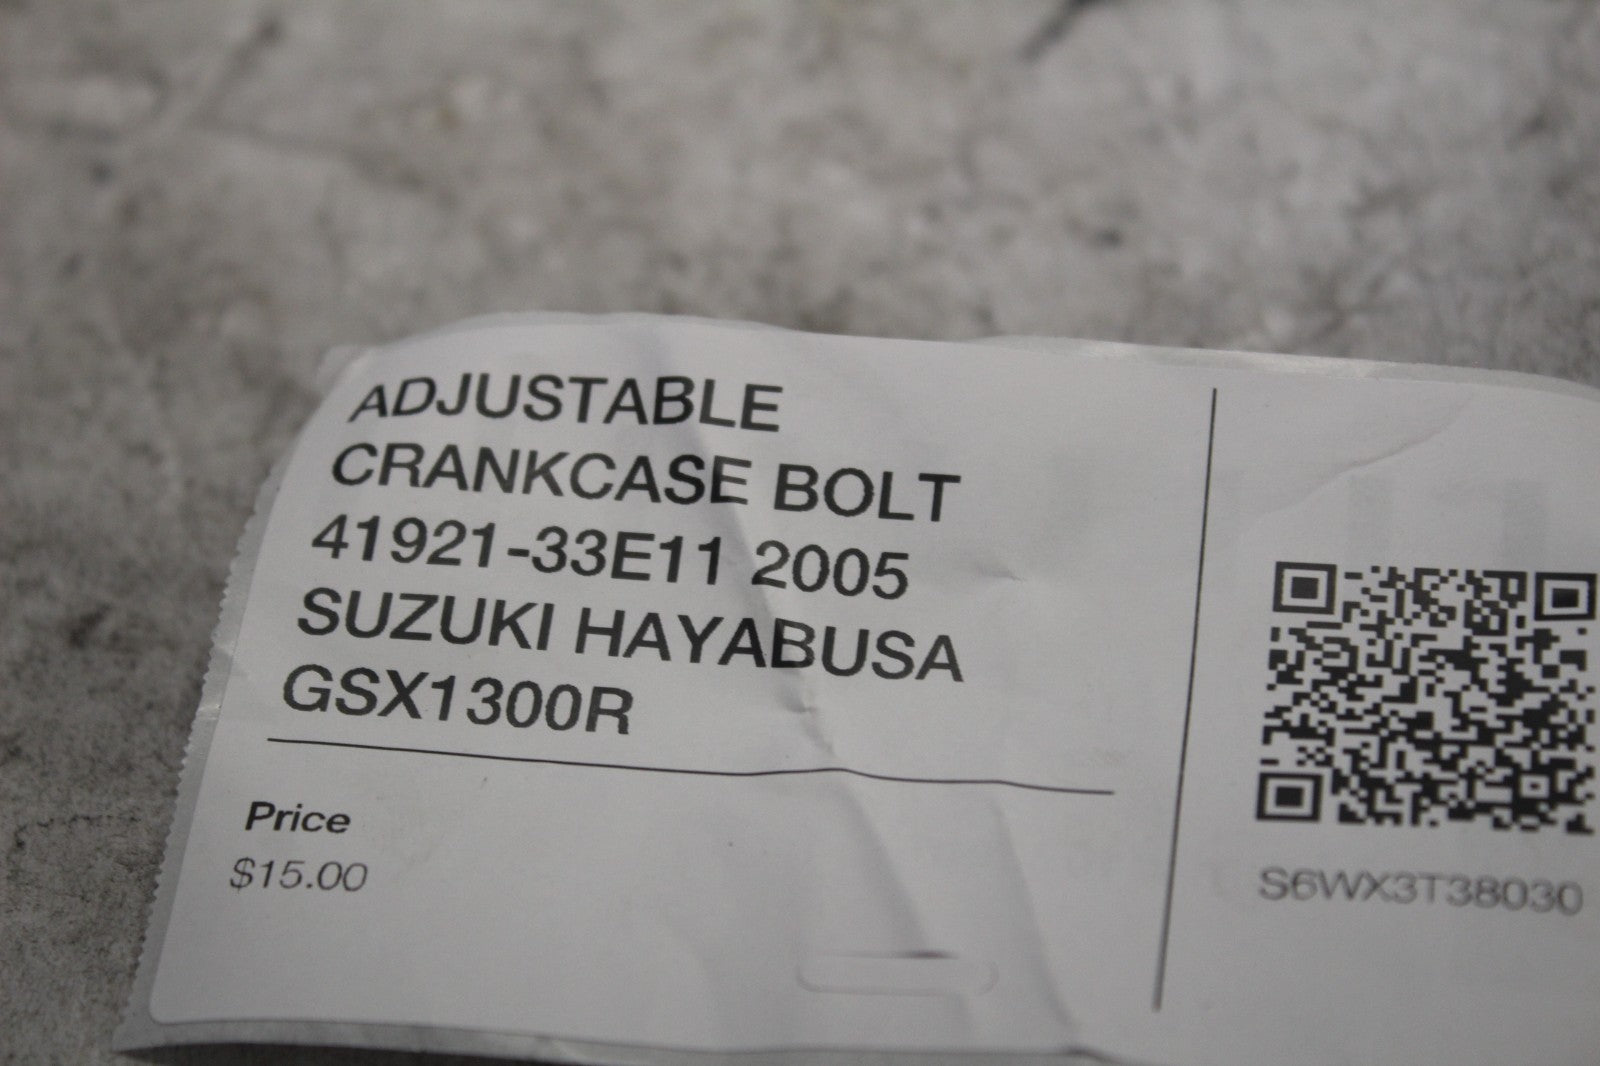 ADJUSTABLE
CRANKCASE BOLT
41921-33E11 2005
SUZUKI HAYABUSA
GSX1300R
Price
$15.00
S6WX3T38030